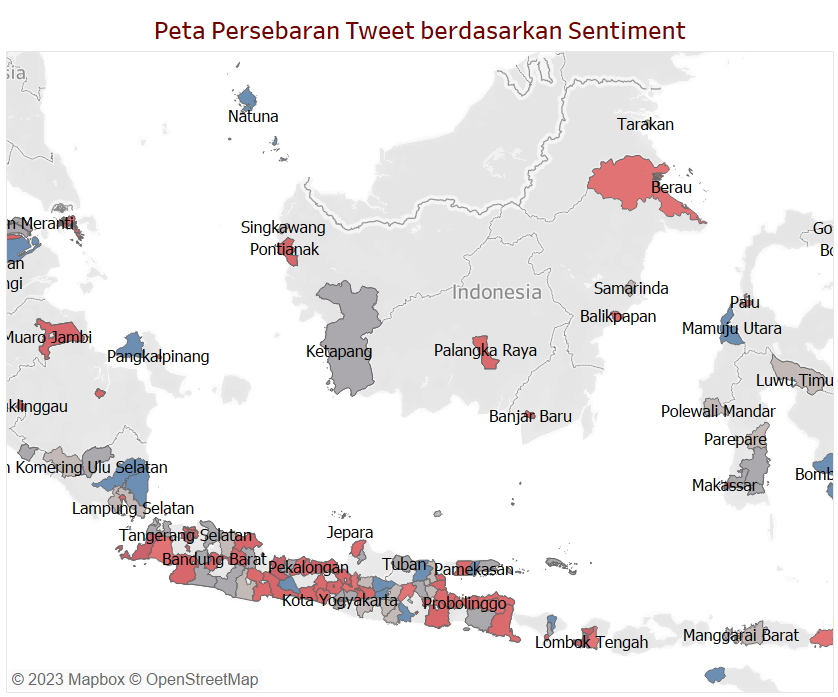 Peta Persebaran Tweet berdasarkan Sentiment
sia
Natuna
Tarakan
Berau
n Meranti
Singkawang
Pontianak
Go
Bo
an
ngi
Indonesia
Samarinda
Palu
Balikpapan
Mamuju Utara
Muaro Jambi
Pangkalpinang
Ketapang
Palangka Raya
Luwu Timu
uklinggau
Banjar Baru
Polewali Mandar
Parepare
n Komering Ulu Selatan
Bomb
Makassar
Lampung Selatan
Tangerang Selatan
Jepara
Bandung Barat
Pekalongan
Tuban
Pamekasan
Kota Yogyakarta
Probolinggo
Lombok Tengah
Manggarai Barat
© 2023 Mapbox © OpenStreetMap